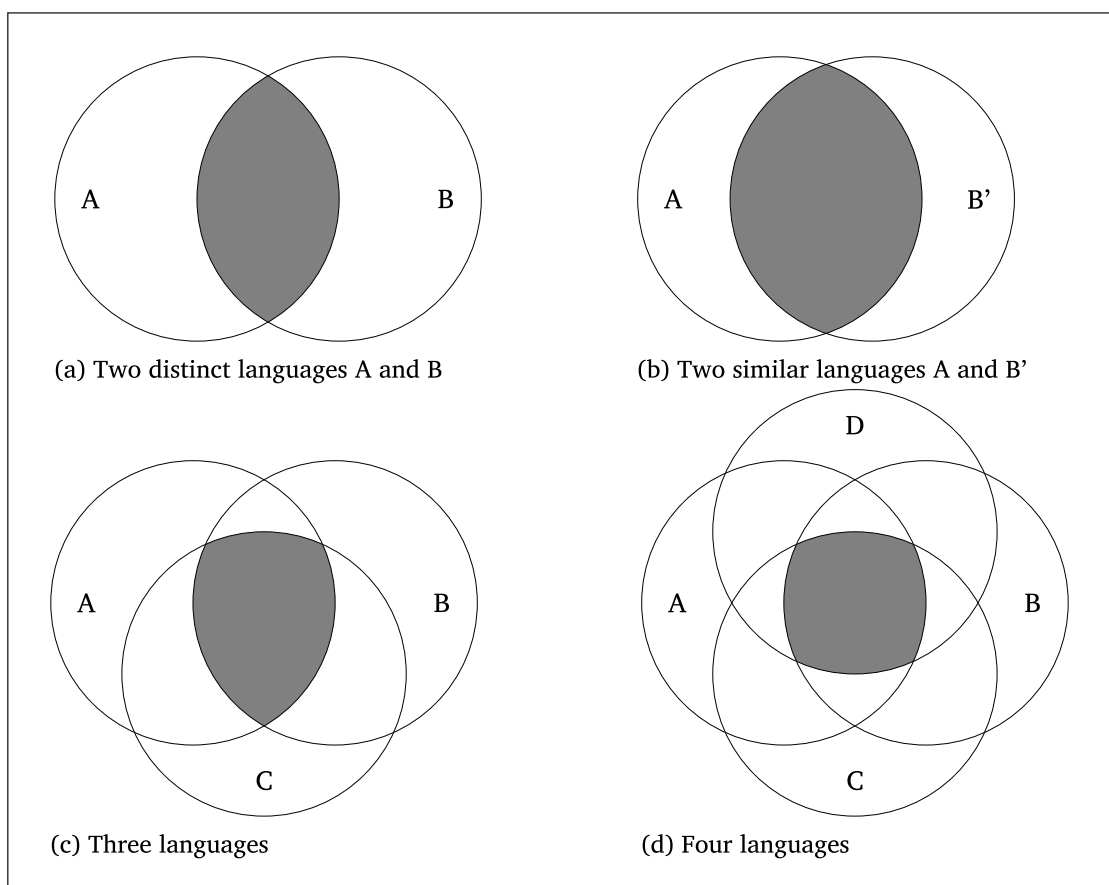 A
B
(a) Two distinct languages A and B
A
B’
(b) Two similar languages A and B’
A
B
C
(c) Three languages
D
A
B
C
(d) Four languages